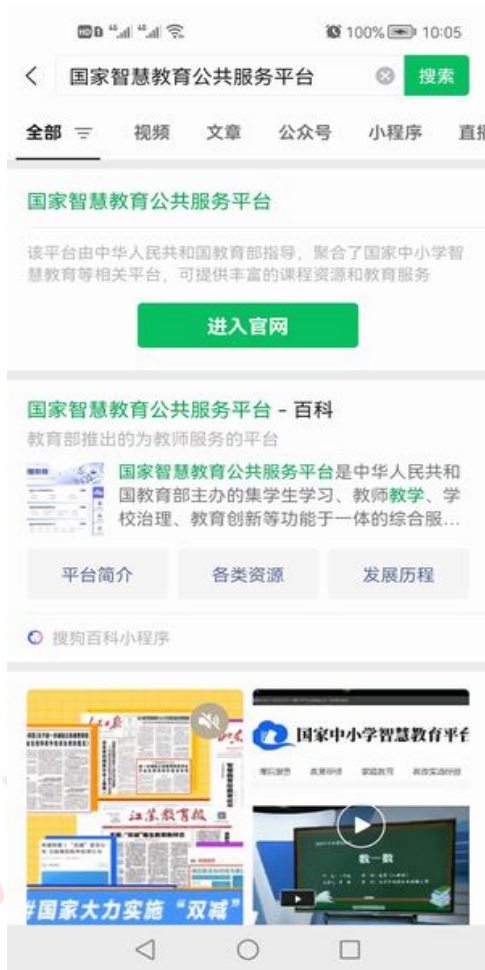 HD 100% 10:05
国家智慧教育公共服务平台 搜索
全部 视频 文章 公众号 小程序 直播
国家智慧教育公共服务平台
该平台由中华人民共和国教育部指导，聚合了国家中小学智
慧教育等相关平台，可提供丰富的课程资源和教育服务
进入官网
国家智慧教育公共服务平台 - 百科
教育部推出的为教师服务的平台
国家智慧教育公共服务平台是中华人民共和
国教育部主办的集学生学习、教师教学、学
校治理、教育创新等功能于一体的综合服...
平台简介 各类资源 发展历程
搜狗百科小程序
国家中小学智慧教育平台
江苏教育报
数一数
#国家大力实施“双减”